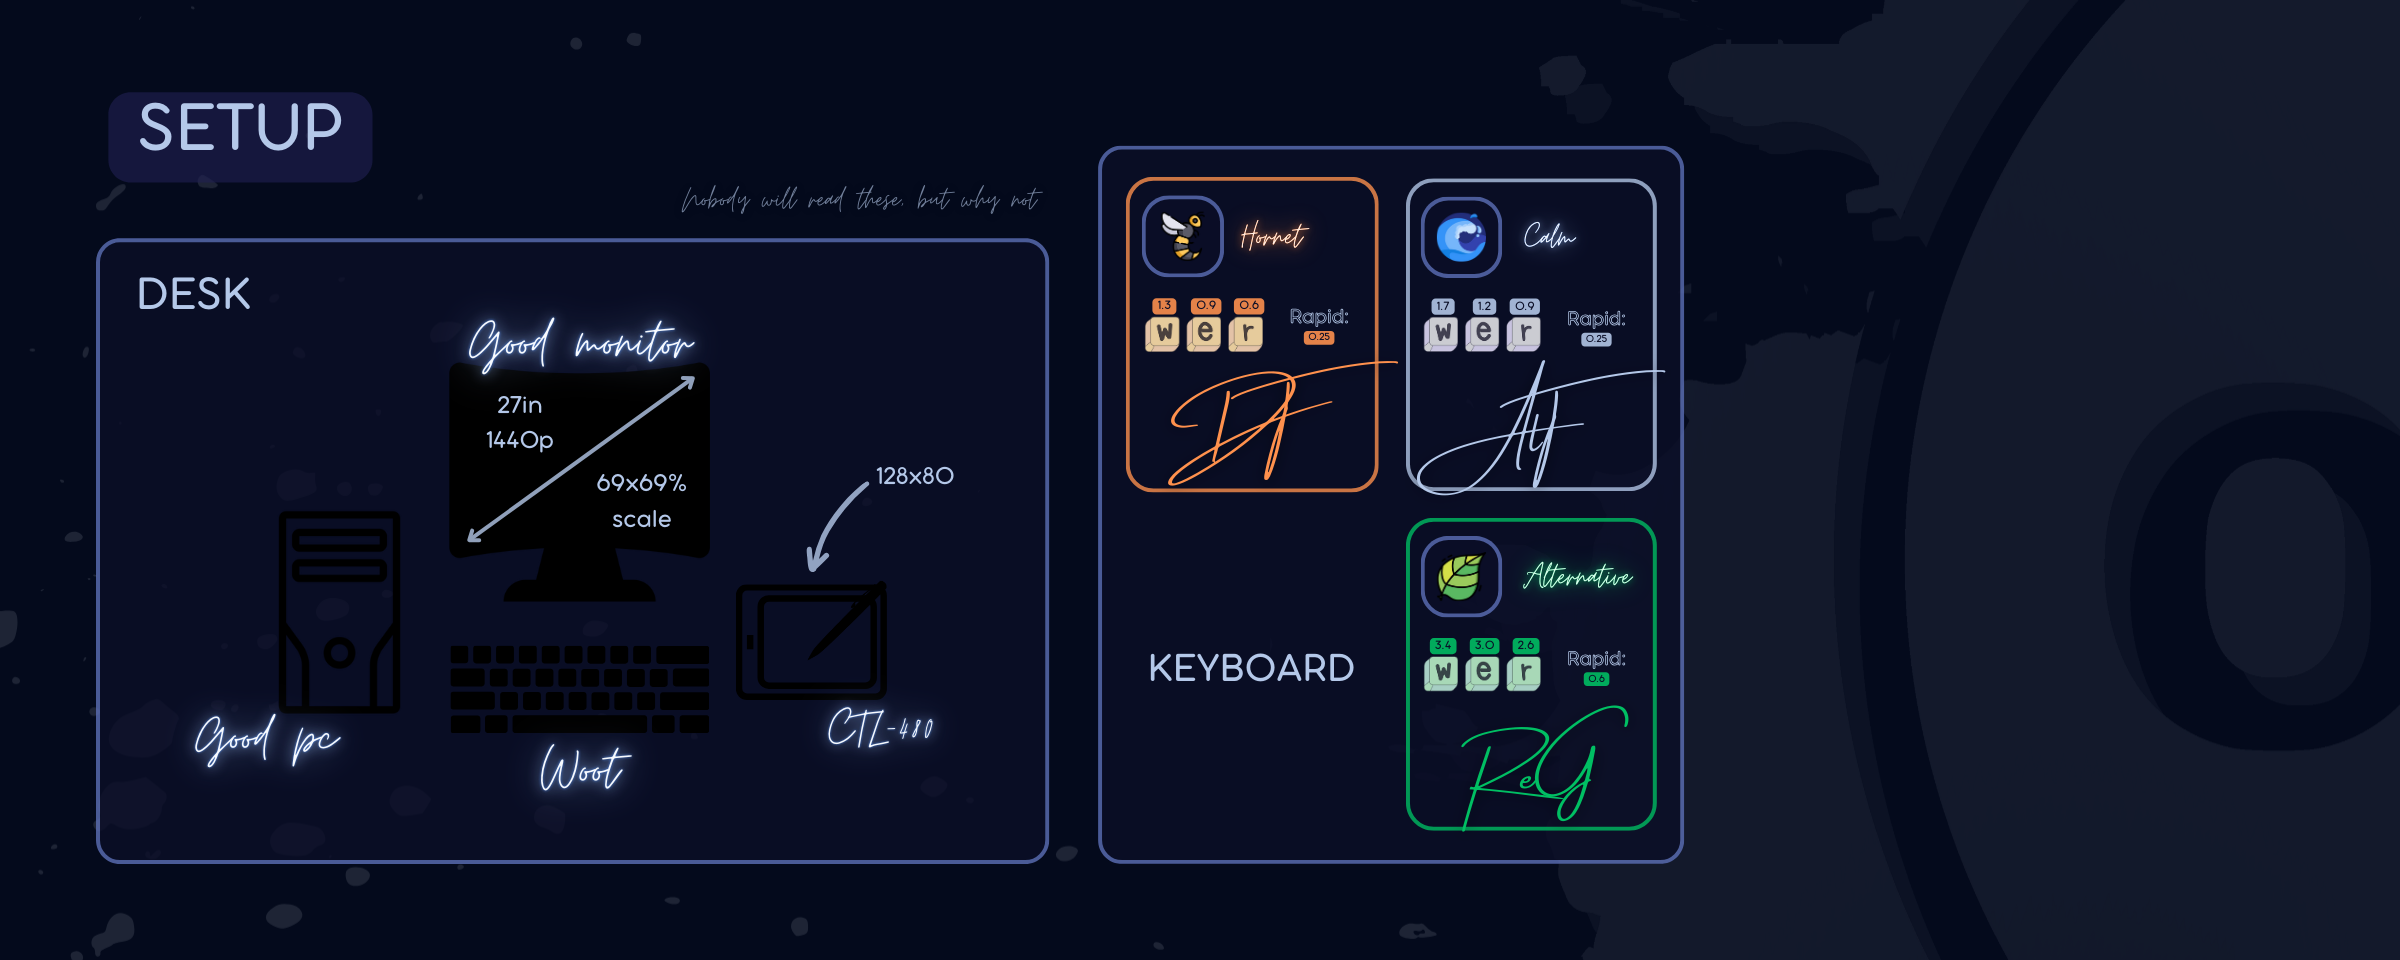 SETUP
Nobody will read these, but why not
DESK
Good monitor
27in
1440p
69x69%
scale
128x80
Good pc
Woot
CTL-480
Hornet
1.3 0.9 0.6
w e r
Rapid:
0.25
DF
Calm
1.7 1.2 0.9
w e r
Rapid:
0.25
KEYBOARD
Alternative
3.4 3.0 2.6
w e r
Rapid:
0.6
ReG
O